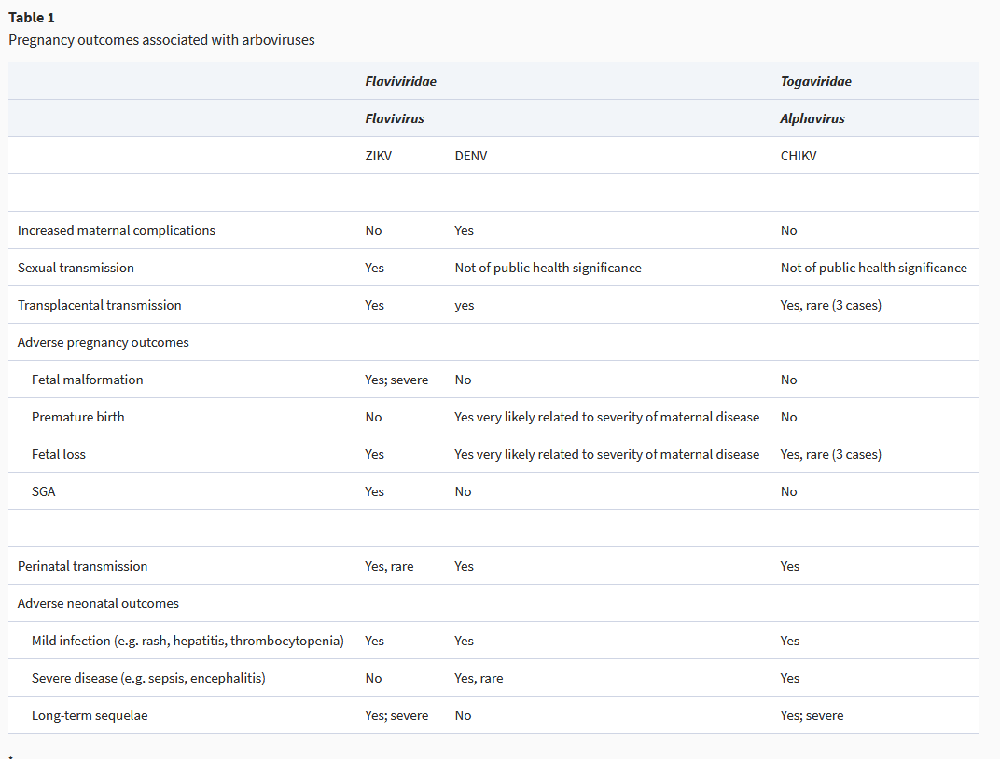 Table 1
Pregnancy outcomes associated with arboviruses
Flaviviridae Togaviridae
Flavivirus Alphavirus
ZIKV DENV CHIKV
Increased maternal complications No Yes No
Sexual transmission Yes Not of public health significance Not of public health significance
Transplacental transmission Yes yes Yes, rare (3 cases)
Adverse pregnancy outcomes
Fetal malformation Yes; severe No No
Premature birth No Yes very likely related to severity of maternal disease No
Fetal loss Yes Yes very likely related to severity of maternal disease Yes, rare (3 cases)
SGA Yes No No
Perinatal transmission Yes, rare Yes Yes
Adverse neonatal outcomes
Mild infection (e.g. rash, hepatitis, thrombocytopenia) Yes Yes Yes
Severe disease (e.g. sepsis, encephalitis) No Yes, rare Yes
Long-term sequelae Yes; severe No Yes; severe